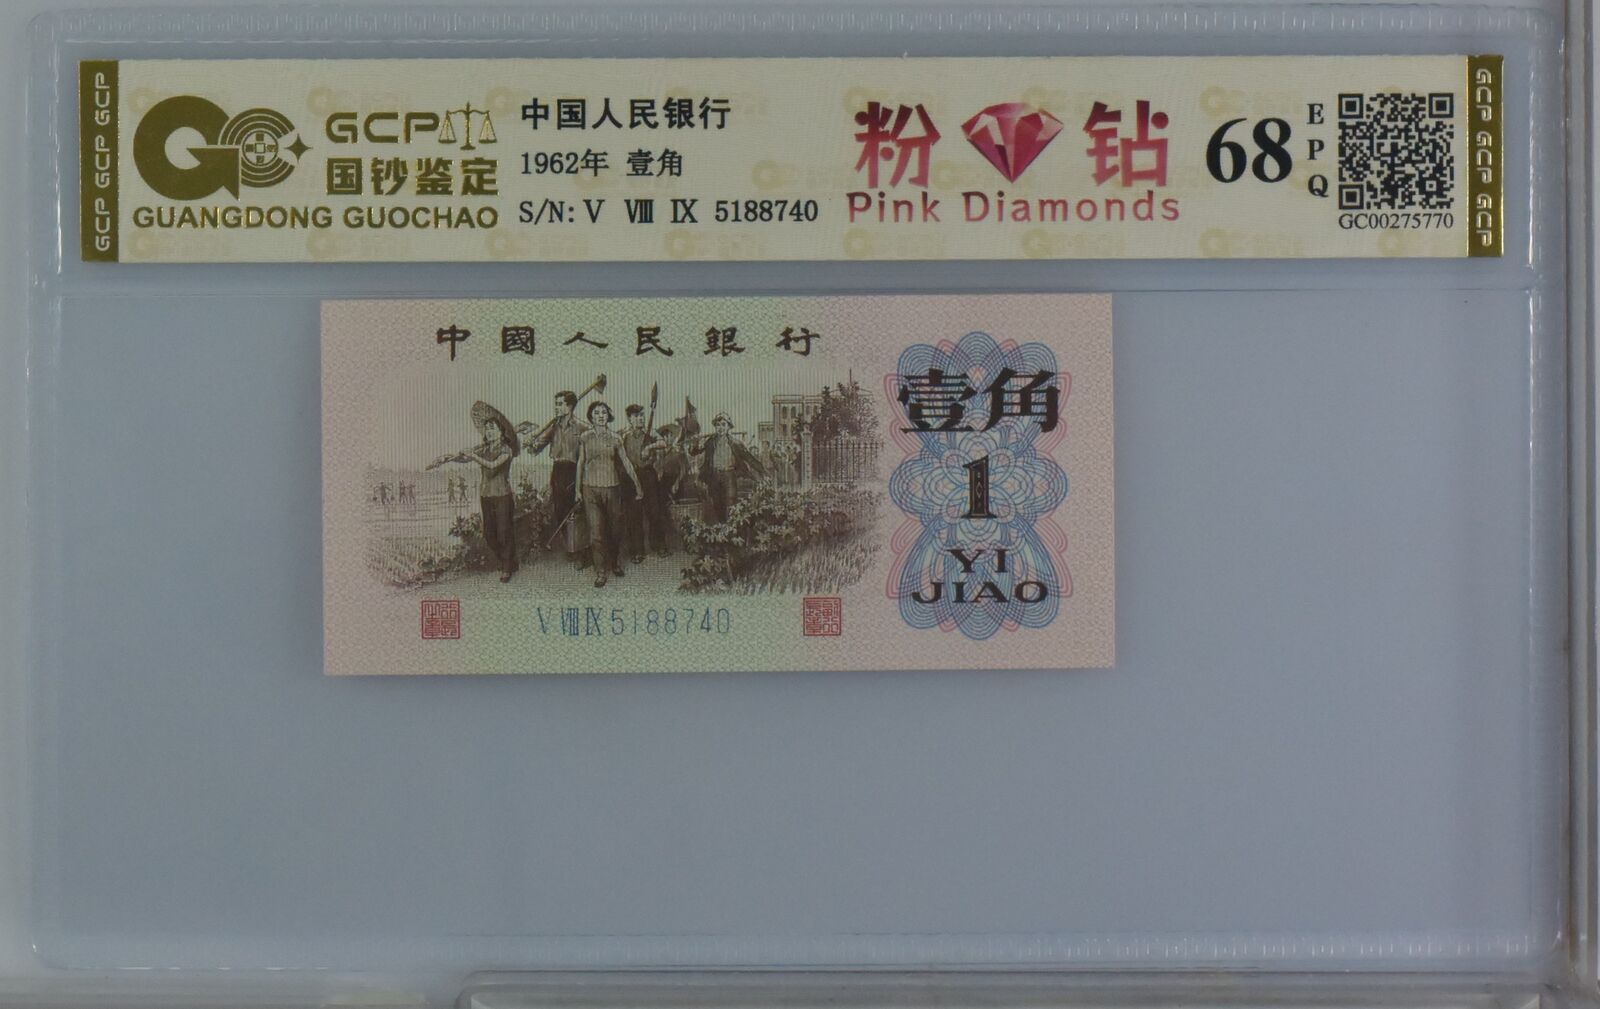 GCP GCP GCP
GCP
国钞鉴定
GUANGDONG GUOCHAO
中国人民银行
1962年 壹角
S/N: V Ⅷ Ⅸ 5188740
粉 钻
Pink Diamonds
68
EPQ
GC00275770
GCP GCP GCP GCP
中國人民銀行
壹角
1
YI
JIAO
V Ⅷ Ⅸ 5188740